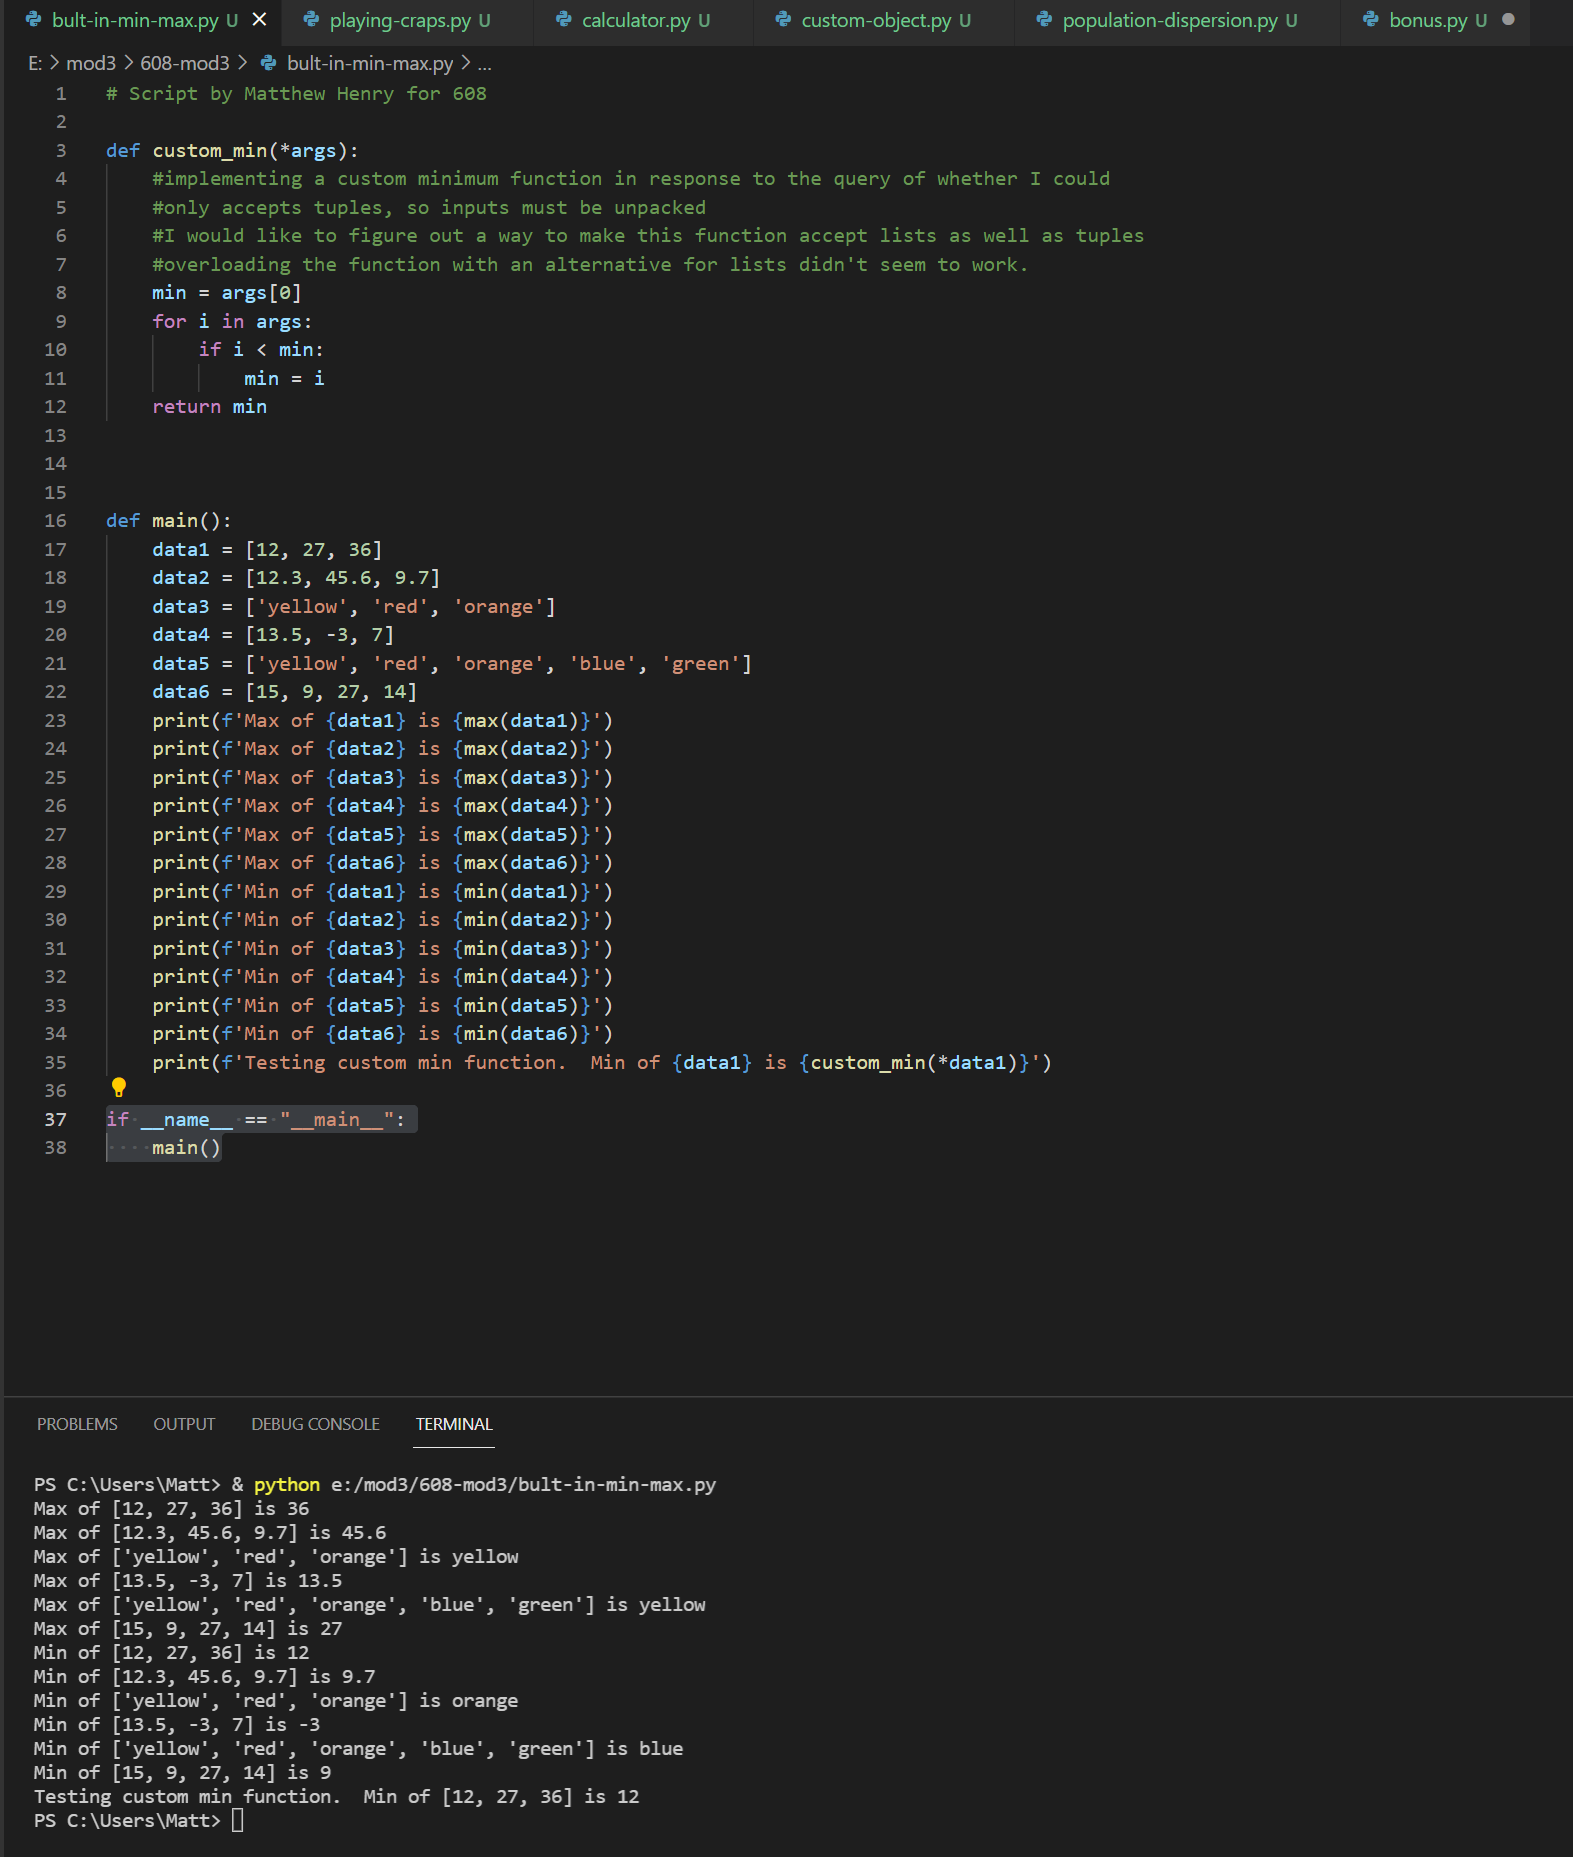 bult-in-min-max.py U × playing-craps.py U calculator.py U custom-object.py U population-dispersion.py U bonus.py U ●
E: > mod3 > 608-mod3 > bult-in-min-max.py > ...
1 # Script by Matthew Henry for 608
2
3 def custom_min(*args):
4     #implementing a custom minimum function in response to the query of whether I could
5     #only accepts tuples, so inputs must be unpacked
6     #I would like to figure out a way to make this function accept lists as well as tuples
7     #overloading the function with an alternative for lists didn't seem to work.
8     min = args[0]
9     for i in args:
10         if i < min:
11             min = i
12     return min
13
14
15
16 def main():
17     data1 = [12, 27, 36]
18     data2 = [12.3, 45.6, 9.7]
19     data3 = ['yellow', 'red', 'orange']
20     data4 = [13.5, -3, 7]
21     data5 = ['yellow', 'red', 'orange', 'blue', 'green']
22     data6 = [15, 9, 27, 14]
23     print(f'Max of {data1} is {max(data1)}')
24     print(f'Max of {data2} is {max(data2)}')
25     print(f'Max of {data3} is {max(data3)}')
26     print(f'Max of {data4} is {max(data4)}')
27     print(f'Max of {data5} is {max(data5)}')
28     print(f'Max of {data6} is {max(data6)}')
29     print(f'Min of {data1} is {min(data1)}')
30     print(f'Min of {data2} is {min(data2)}')
31     print(f'Min of {data3} is {min(data3)}')
32     print(f'Min of {data4} is {min(data4)}')
33     print(f'Min of {data5} is {min(data5)}')
34     print(f'Min of {data6} is {min(data6)}')
35     print(f'Testing custom min function.  Min of {data1} is {custom_min(*data1)}')
36
37 if __name__ == "__main__":
38     main()
PROBLEMS OUTPUT DEBUG CONSOLE TERMINAL
PS C:\Users\Matt> & python e:/mod3/608-mod3/bult-in-min-max.py
Max of [12, 27, 36] is 36
Max of [12.3, 45.6, 9.7] is 45.6
Max of ['yellow', 'red', 'orange'] is yellow
Max of [13.5, -3, 7] is 13.5
Max of ['yellow', 'red', 'orange', 'blue', 'green'] is yellow
Max of [15, 9, 27, 14] is 27
Min of [12, 27, 36] is 12
Min of [12.3, 45.6, 9.7] is 9.7
Min of ['yellow', 'red', 'orange'] is orange
Min of [13.5, -3, 7] is -3
Min of ['yellow', 'red', 'orange', 'blue', 'green'] is blue
Min of [15, 9, 27, 14] is 9
Testing custom min function.  Min of [12, 27, 36] is 12
PS C:\Users\Matt>